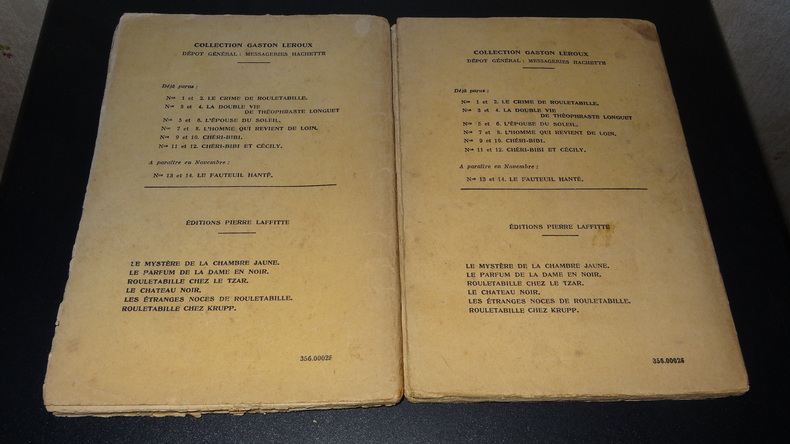 COLLECTION GASTON LEROUX
DÉPOT GÉNÉRAL : MESSAGERIES HACHETTE
Déjà parus :
Nos 1 et 2. LE CRIME DE ROULETABILLE.
Nos 3 et 4. LA DOUBLE VIE
DE THÉOPHRASTE LONGUET
Nos 5 et 6. L'ÉPOUSE DU SOLEIL.
Nos 7 et 8. L'HOMME QUI REVIENT DE LOIN.
Nos 9 et 10. CHÉRI-BIBI.
Nos 11 et 12. CHÉRI-BIBI ET CÉCILY.
A paraître en Novembre :
Nos 13 et 14. LE FAUTEUIL HANTÉ.
ÉDITIONS PIERRE LAFFITTE
LE MYSTÈRE DE LA CHAMBRE JAUNE.
LE PARFUM DE LA DAME EN NOIR.
ROULETABILLE CHEZ LE TZAR.
LE CHATEAU NOIR.
LES ÉTRANGES NOCES DE ROULETABILLE.
ROULETABILLE CHEZ KRUPP.
356.00028
COLLECTION GASTON LEROUX
DÉPOT GÉNÉRAL : MESSAGERIES HACHETTE
Déjà parus :
Nos 1 et 2. LE CRIME DE ROULETABILLE.
Nos 3 et 4. LA DOUBLE VIE
DE THÉOPHRASTE LONGUET
Nos 5 et 6. L'ÉPOUSE DU SOLEIL.
Nos 7 et 8. L'HOMME QUI REVIENT DE LOIN.
Nos 9 et 10. CHÉRI-BIBI.
Nos 11 et 12. CHÉRI-BIBI ET CÉCILY.
A paraître en Novembre :
Nos 13 et 14. LE FAUTEUIL HANTÉ.
ÉDITIONS PIERRE LAFFITTE
LE MYSTÈRE DE LA CHAMBRE JAUNE.
LE PARFUM DE LA DAME EN NOIR.
ROULETABILLE CHEZ LE TZAR.
LE CHATEAU NOIR.
LES ÉTRANGES NOCES DE ROULETABILLE.
ROULETABILLE CHEZ KRUPP.
356.00028